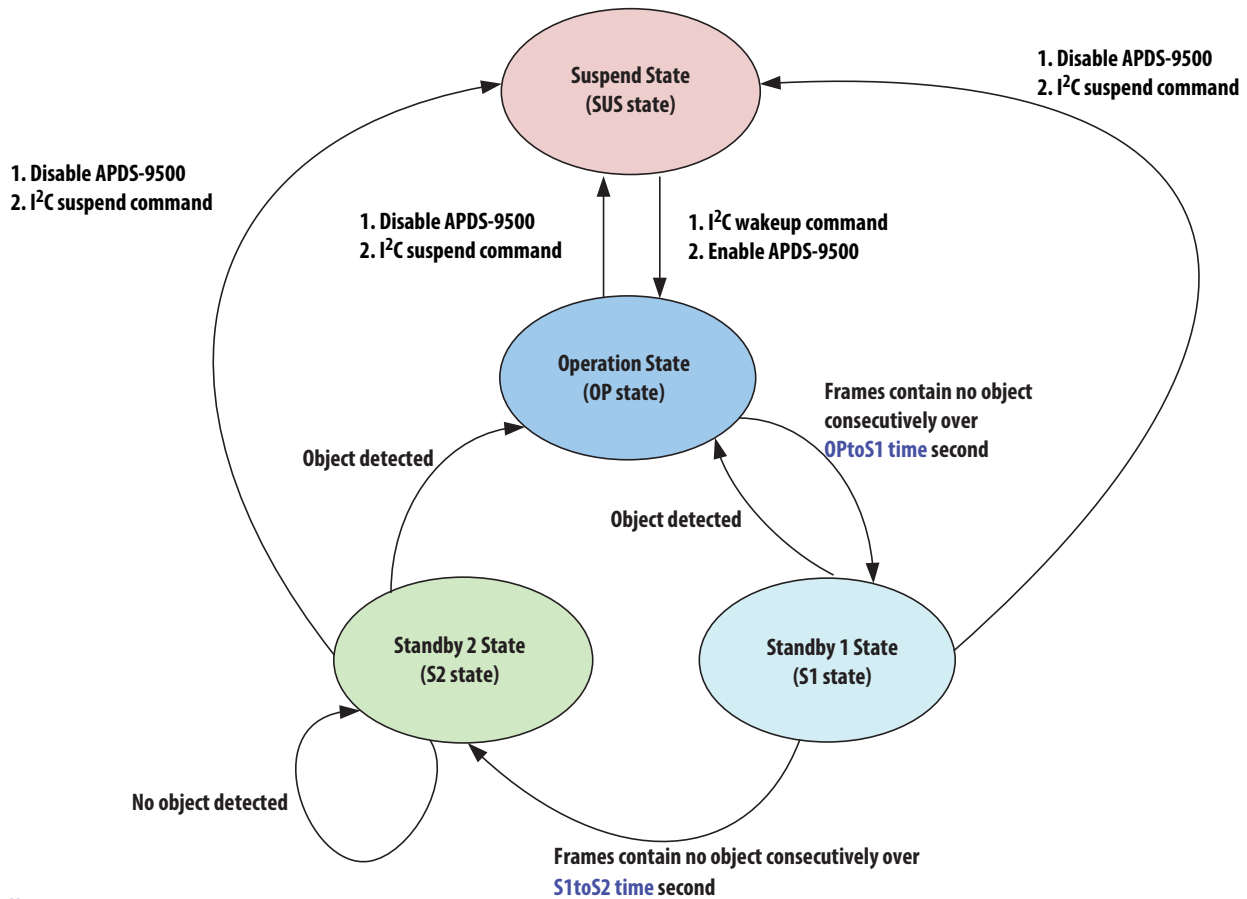 Suspend State
(SUS state)
1. Disable APDS-9500
2. I²C suspend command
1. Disable APDS-9500
2. I²C suspend command
1. Disable APDS-9500
2. I²C suspend command
1. I²C wakeup command
2. Enable APDS-9500
Operation State
(OP state)
Frames contain no object
consecutively over
OPtoS1 time second
Object detected
Object detected
Standby 2 State
(S2 state)
Standby 1 State
(S1 state)
No object detected
Frames contain no object consecutively over
S1toS2 time second